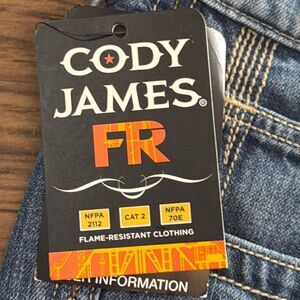 CODY
JAMES®
FR
NFPA 2112 CAT 2 NFPA 70E
FLAME-RESISTANT CLOTHING
INFORMATION